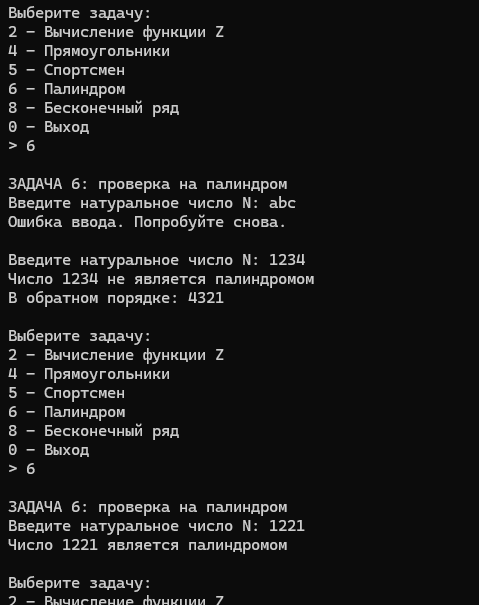 Выберите задачу:
2 – Вычисление функции Z
4 – Прямоугольники
5 – Спортсмен
6 – Палиндром
8 – Бесконечный ряд
0 – Выход
> 6
ЗАДАЧА 6: проверка на палиндром
Введите натуральное число N: abc
Ошибка ввода. Попробуйте снова.
Введите натуральное число N: 1234
Число 1234 не является палиндромом
В обратном порядке: 4321
Выберите задачу:
2 – Вычисление функции Z
4 – Прямоугольники
5 – Спортсмен
6 – Палиндром
8 – Бесконечный ряд
0 – Выход
> 6
ЗАДАЧА 6: проверка на палиндром
Введите натуральное число N: 1221
Число 1221 является палиндромом
Выберите задачу:
2 – Вычисление функции Z